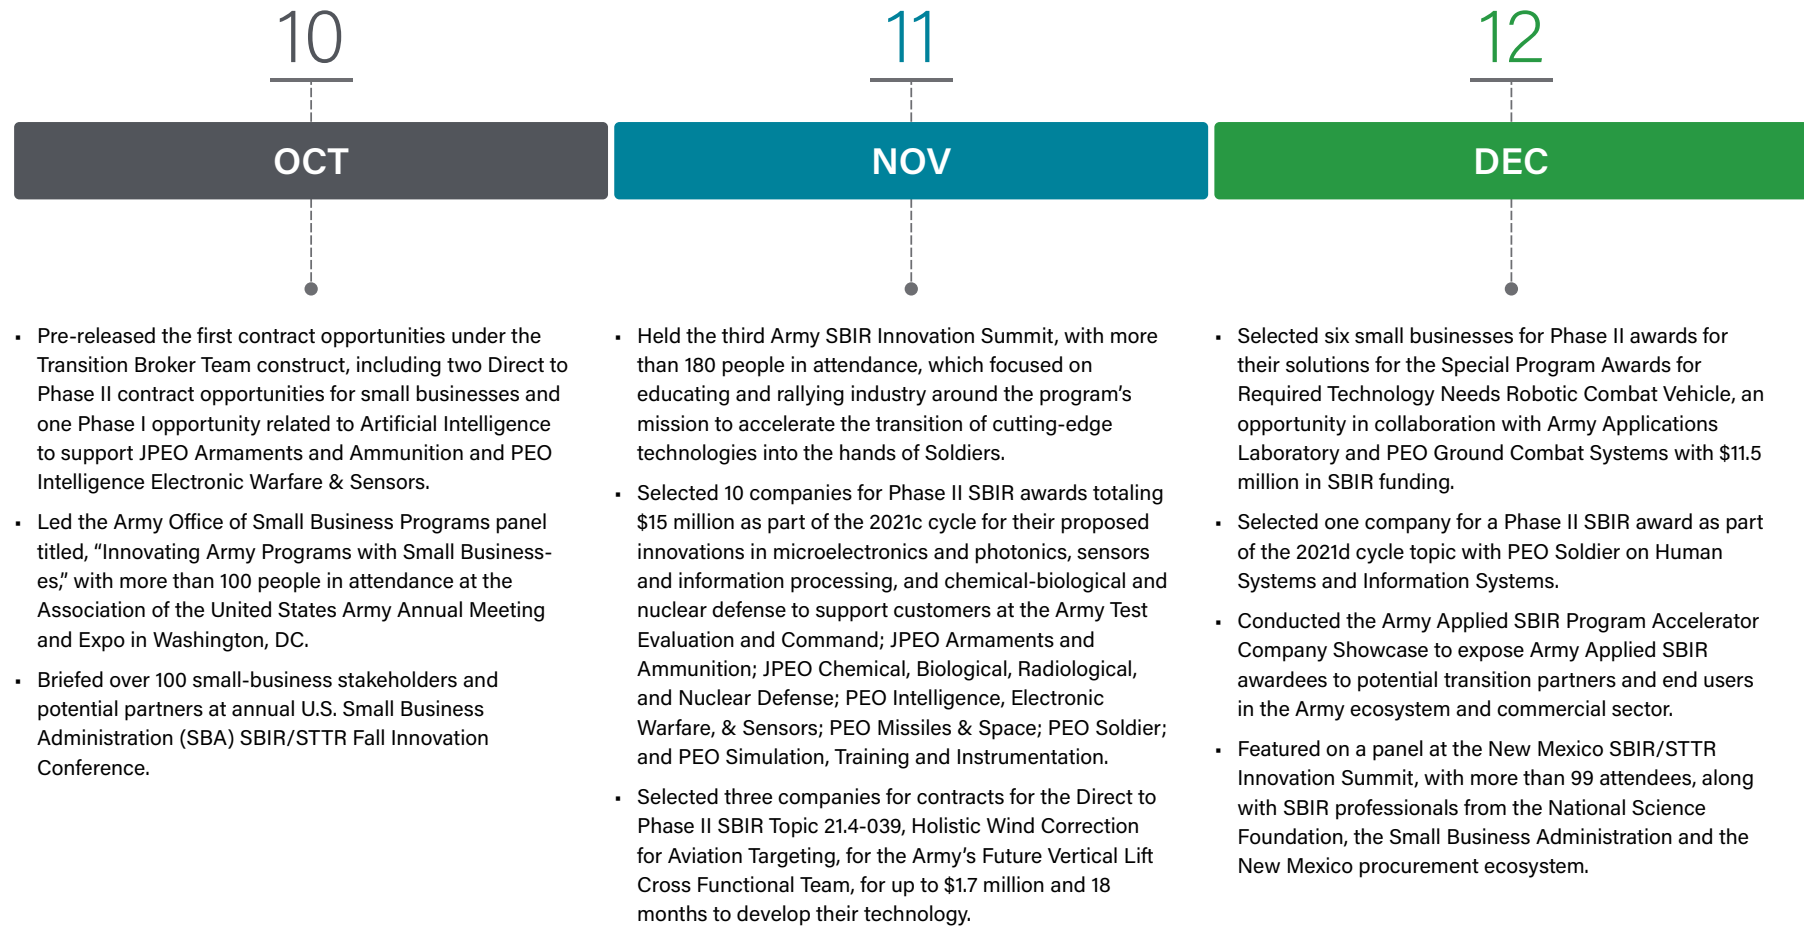 10
OCT
▪ Pre-released the first contract opportunities under the
Transition Broker Team construct, including two Direct to
Phase II contract opportunities for small businesses and
one Phase I opportunity related to Artificial Intelligence
to support JPEO Armaments and Ammunition and PEO
Intelligence Electronic Warfare & Sensors.
▪ Led the Army Office of Small Business Programs panel
titled, “Innovating Army Programs with Small Business-
es,” with more than 100 people in attendance at the
Association of the United States Army Annual Meeting
and Expo in Washington, DC.
▪ Briefed over 100 small-business stakeholders and
potential partners at annual U.S. Small Business
Administration (SBA) SBIR/STTR Fall Innovation
Conference.
11
NOV
▪ Held the third Army SBIR Innovation Summit, with more
than 180 people in attendance, which focused on
educating and rallying industry around the program’s
mission to accelerate the transition of cutting-edge
technologies into the hands of Soldiers.
▪ Selected 10 companies for Phase II SBIR awards totaling
$15 million as part of the 2021c cycle for their proposed
innovations in microelectronics and photonics, sensors
and information processing, and chemical-biological and
nuclear defense to support customers at the Army Test
Evaluation and Command; JPEO Armaments and
Ammunition; JPEO Chemical, Biological, Radiological,
and Nuclear Defense; PEO Intelligence, Electronic
Warfare, & Sensors; PEO Missiles & Space; PEO Soldier;
and PEO Simulation, Training and Instrumentation.
▪ Selected three companies for contracts for the Direct to
Phase II SBIR Topic 21.4-039, Holistic Wind Correction
for Aviation Targeting, for the Army’s Future Vertical Lift
Cross Functional Team, for up to $1.7 million and 18
months to develop their technology.
12
DEC
▪ Selected six small businesses for Phase II awards for
their solutions for the Special Program Awards for
Required Technology Needs Robotic Combat Vehicle, an
opportunity in collaboration with Army Applications
Laboratory and PEO Ground Combat Systems with $11.5
million in SBIR funding.
▪ Selected one company for a Phase II SBIR award as part
of the 2021d cycle topic with PEO Soldier on Human
Systems and Information Systems.
▪ Conducted the Army Applied SBIR Program Accelerator
Company Showcase to expose Army Applied SBIR
awardees to potential transition partners and end users
in the Army ecosystem and commercial sector.
▪ Featured on a panel at the New Mexico SBIR/STTR
Innovation Summit, with more than 99 attendees, along
with SBIR professionals from the National Science
Foundation, the Small Business Administration and the
New Mexico procurement ecosystem.